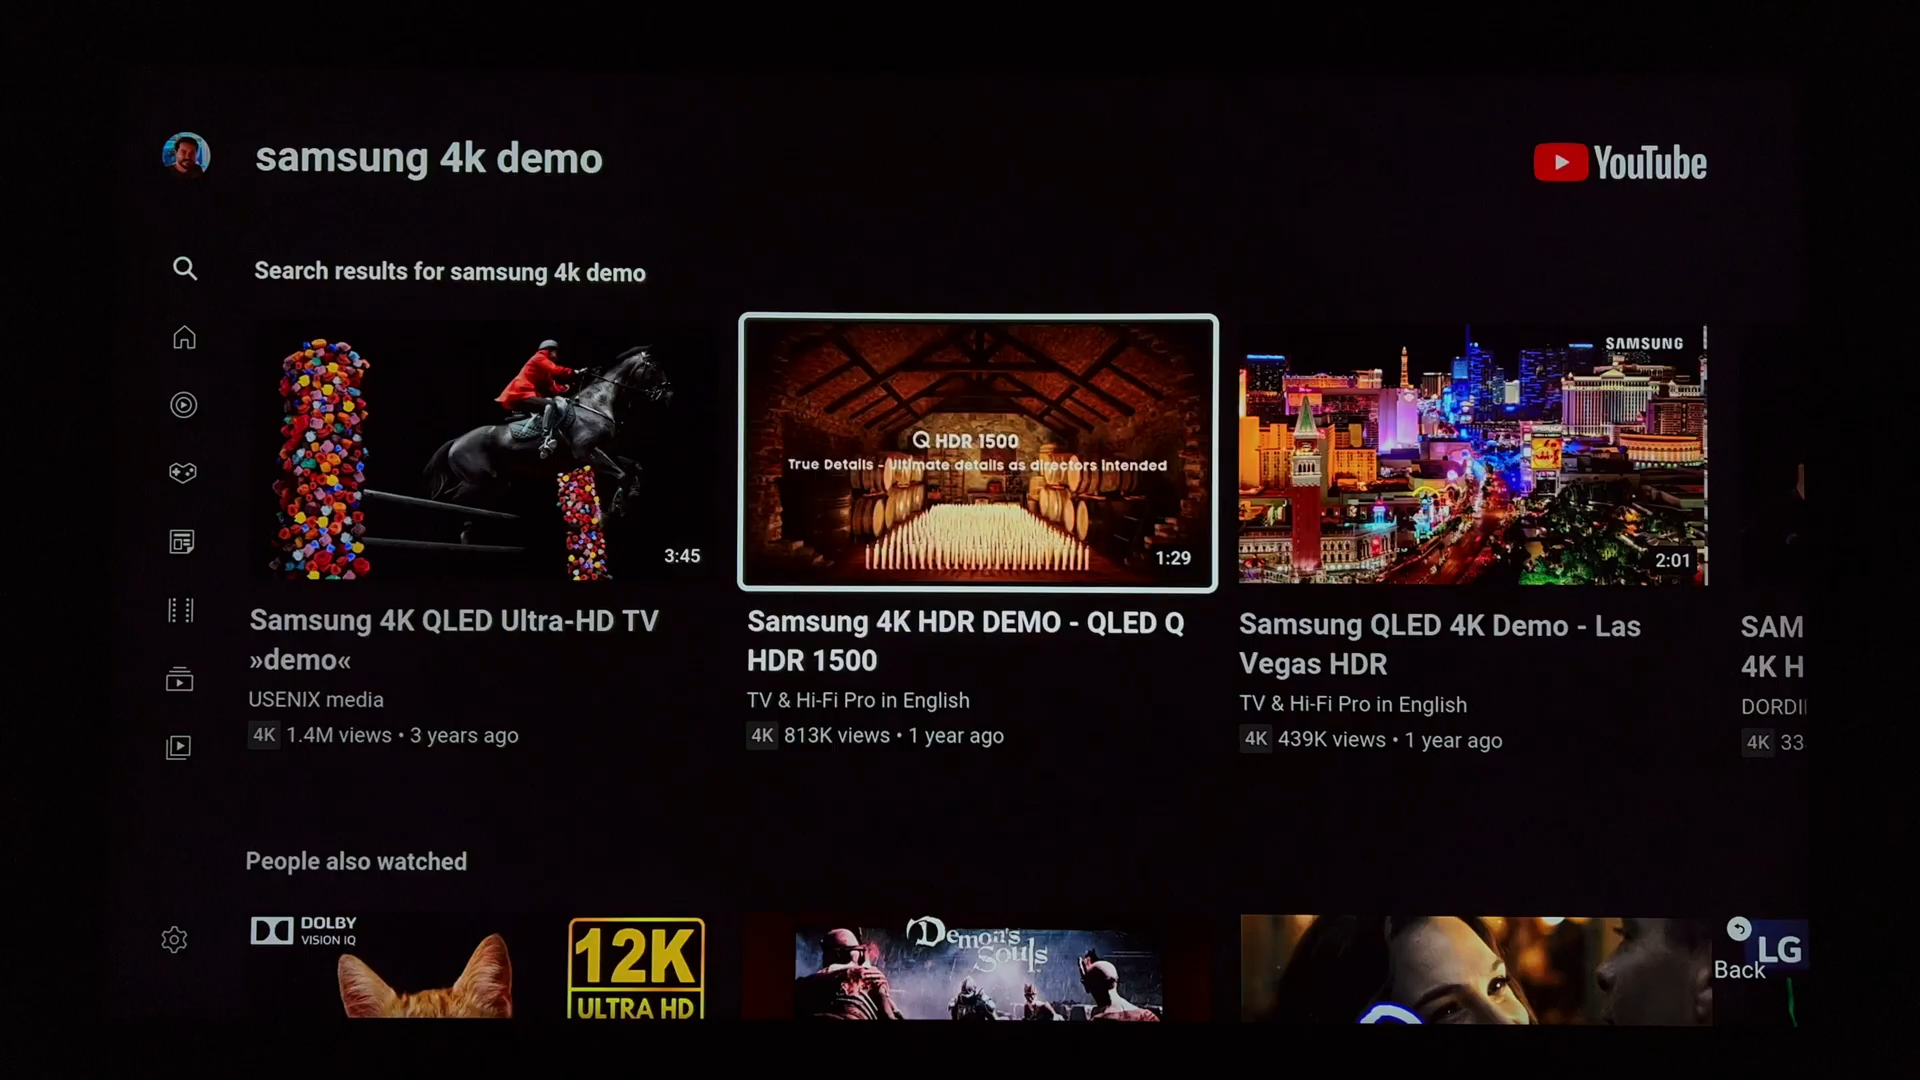 samsung 4k demo
YouTube
Search results for samsung 4k demo
3:45
Q HDR 1500
True Details - Ultimate details as directors intended
1:29
SAMSUNG
2:01
Samsung 4K QLED Ultra-HD TV
»demo«
USENIX media
4K 1.4M views • 3 years ago
Samsung 4K HDR DEMO - QLED Q
HDR 1500
TV & Hi-Fi Pro in English
4K 813K views • 1 year ago
Samsung QLED 4K Demo - Las
Vegas HDR
TV & Hi-Fi Pro in English
4K 439K views • 1 year ago
SAM
4K H
DORDI
4K 33
People also watched
DOLBY
VISION IQ
12K
ULTRA HD
Demon's
Souls
LG
Back